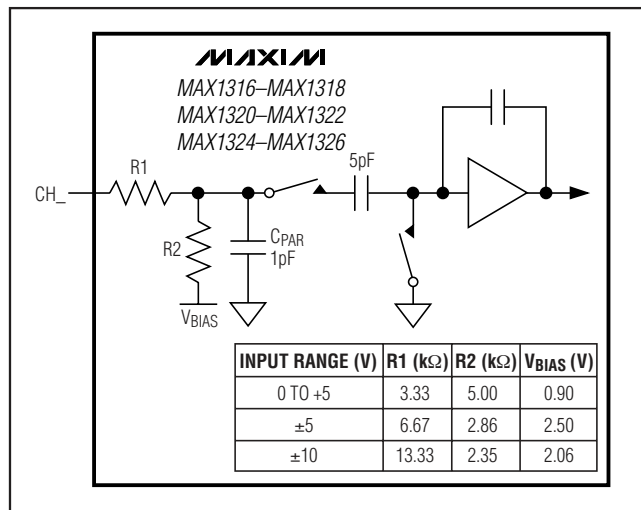 MAXIM
MAX1316–MAX1318
MAX1320–MAX1322
MAX1324–MAX1326
5pF
R1
CH_
R2
CPAR
1pF
VBIAS
INPUT RANGE (V) R1 (kΩ) R2 (kΩ) VBIAS (V)
0 TO +5 3.33 5.00 0.90
±5 6.67 2.86 2.50
±10 13.33 2.35 2.06